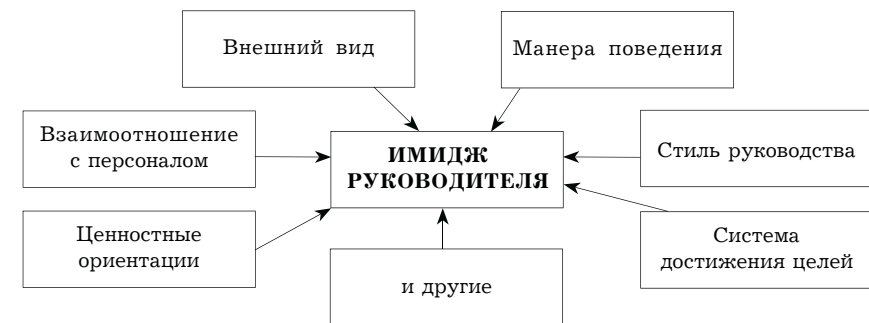 Внешний вид
Манера поведения
Взаимоотношение
с персоналом
ИМИДЖ
РУКОВОДИТЕЛЯ
Стиль руководства
Ценностные
ориентации
Система
достижения целей
и другие